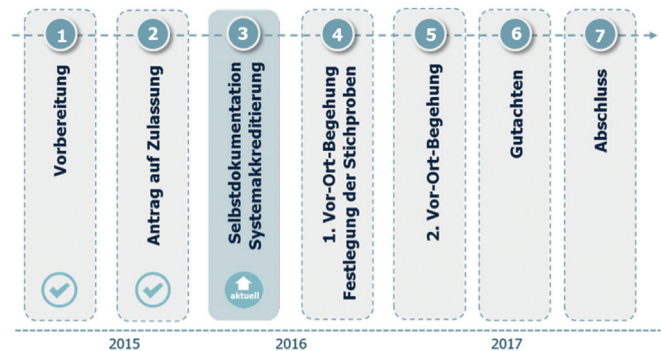 1
Vorbereitung
2
Antrag auf Zulassung
3
Selbstdokumentation
Systemakkreditierung
aktuell
4
1. Vor-Ort-Begehung
Festlegung der Stichproben
5
2. Vor-Ort-Begehung
6
Gutachten
7
Abschluss
2015
2016
2017